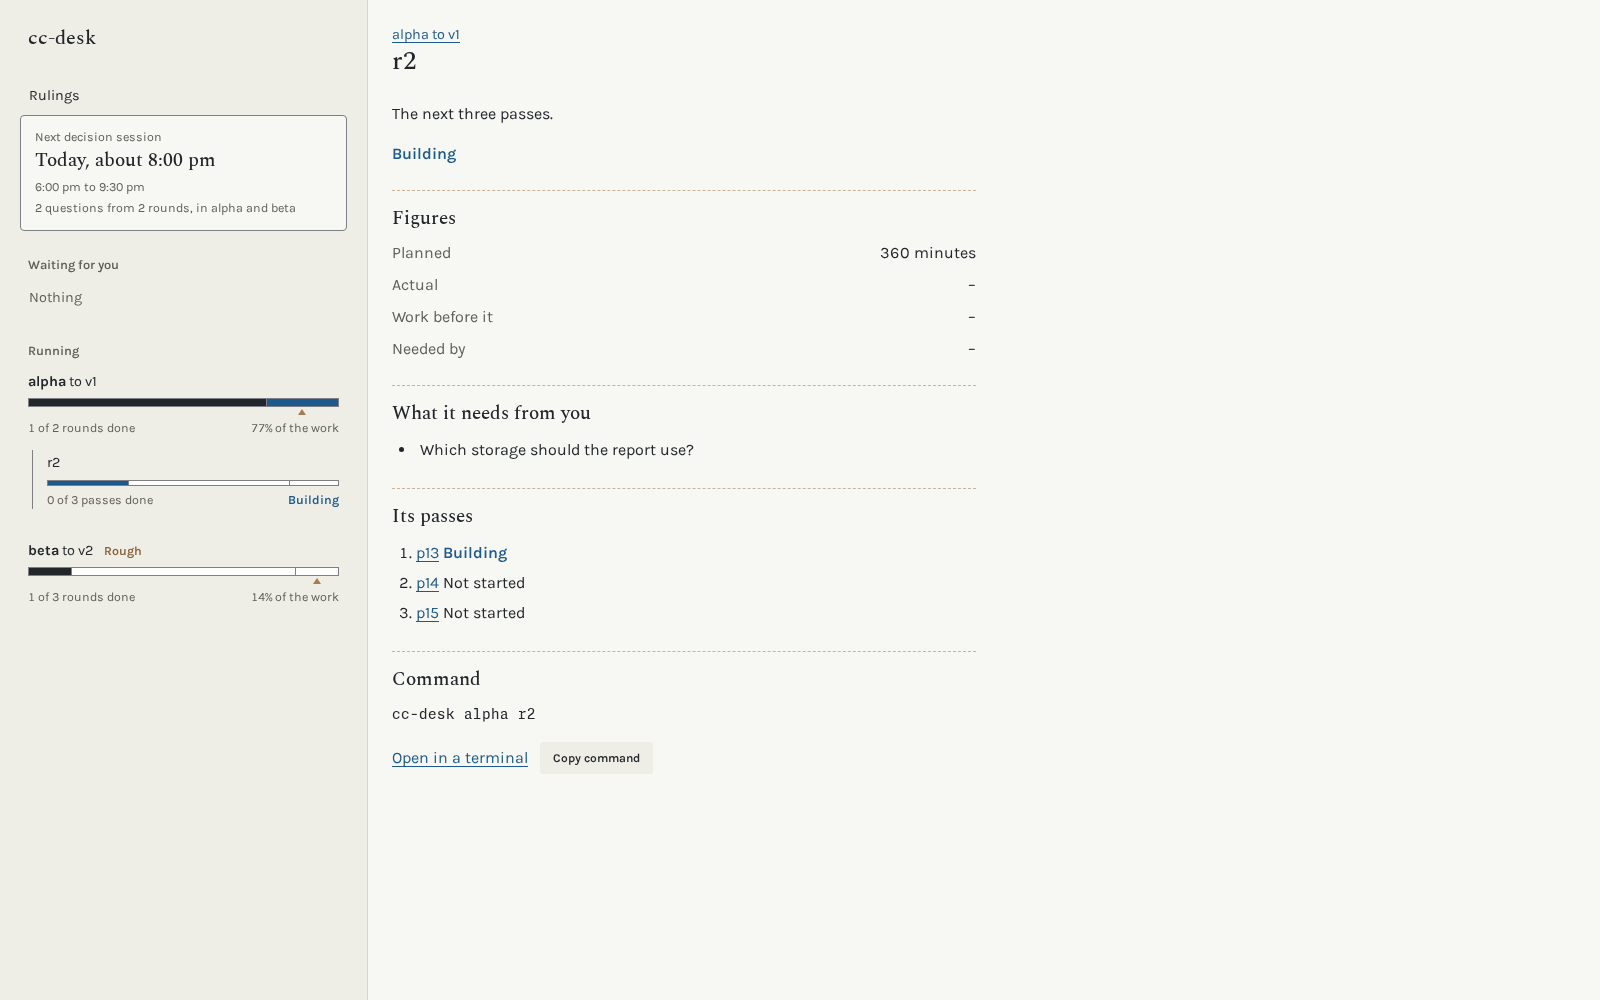 cc-desk
Rulings
Next decision session
Today, about 8:00 pm
6:00 pm to 9:30 pm
2 questions from 2 rounds, in alpha and beta
Waiting for you
Nothing
Running
alpha to v1
1 of 2 rounds done
77% of the work
r2
0 of 3 passes done
Building
beta to v2 Rough
1 of 3 rounds done
14% of the work
alpha to v1
r2
The next three passes.
Building
Figures
Planned 360 minutes
Actual –
Work before it –
Needed by –
What it needs from you
• Which storage should the report use?
Its passes
1. p13 Building
2. p14 Not started
3. p15 Not started
Command
cc-desk alpha r2
Open in a terminal Copy command